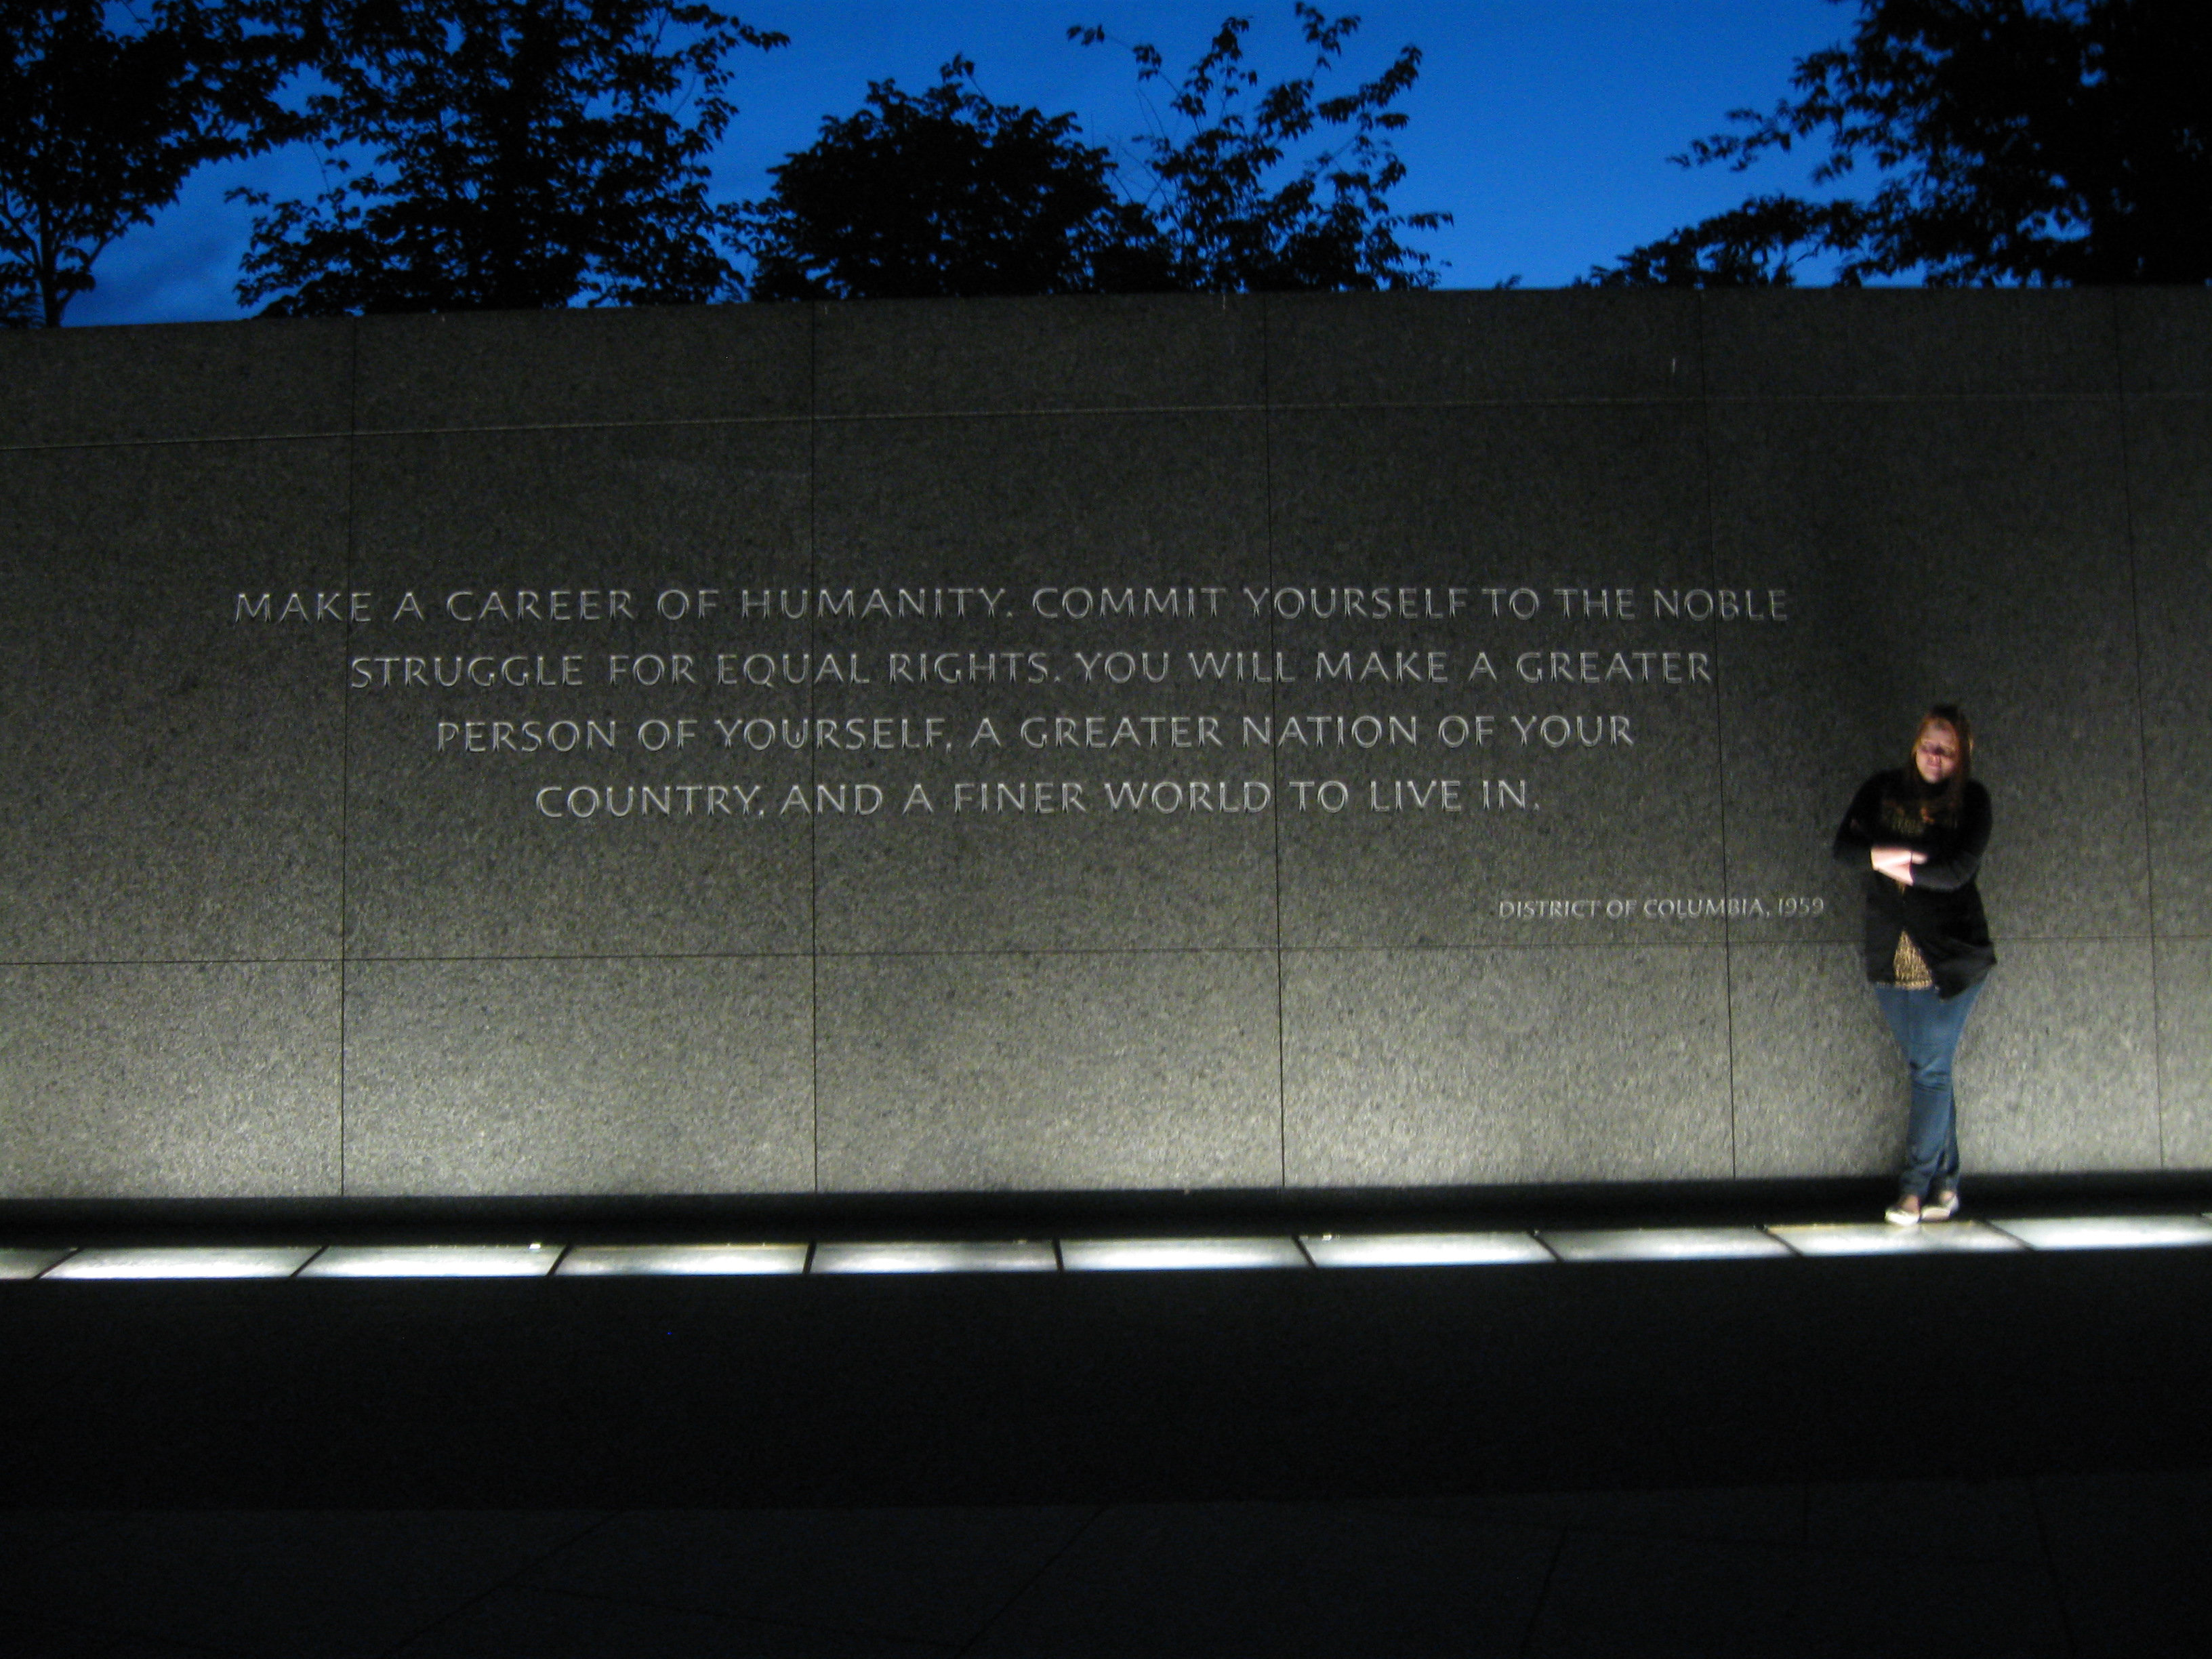 MAKE A CAREER OF HUMANITY. COMMIT YOURSELF TO THE NOBLE
STRUGGLE FOR EQUAL RIGHTS. YOU WILL MAKE A GREATER
PERSON OF YOURSELF, A GREATER NATION OF YOUR
COUNTRY, AND A FINER WORLD TO LIVE IN.
DISTRICT OF COLUMBIA, 1959